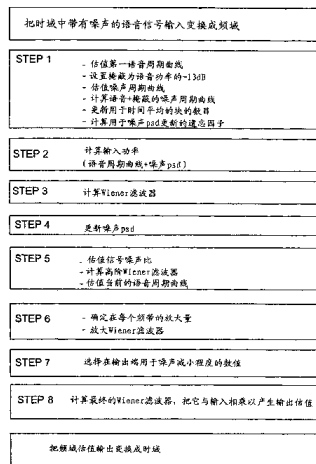 把时域中带有噪声的语音信号输入变换成频域
STEP 1
- 估值第一语音周期曲线
- 设置掩蔽为语音功率的-13dB
- 估值噪声周期曲线
- 计算语音+掩蔽的噪声周期曲线
- 更新用于时间平均的块的数目
- 计算用于噪声psd更新的遗忘因子
STEP 2
计算输入功率
(语音周期曲线+噪声psd)
STEP 3
计算Wiener滤波器
STEP 4
更新噪声psd
STEP 5
- 估值信号噪声比
- 计算高阶Wiener滤波器
- 估值当前的语音周期曲线
STEP 6
- 确定在每个频带的放大量
- 放大Wiener滤波器
STEP 7
选择在输出端用于噪声减小程度的数值
STEP 8
计算最终的Wiener滤波器, 把它与输入相乘以产生输出估值
把频域估值输出变换成时域